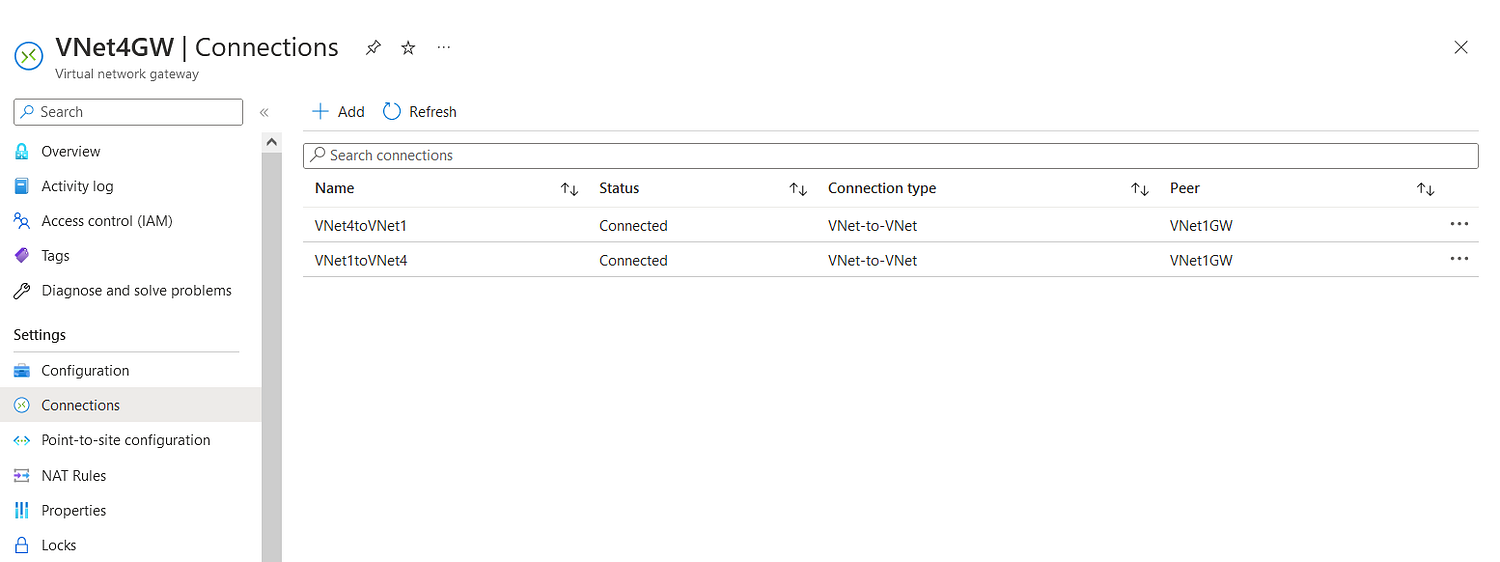 VNet4GW | Connections
Virtual network gateway
Search
Overview
Activity log
Access control (IAM)
Tags
Diagnose and solve problems
Settings
Configuration
Connections
Point-to-site configuration
NAT Rules
Properties
Locks
Add Refresh
Search connections
Name Status Connection type Peer
VNet4toVNet1 Connected VNet-to-VNet VNet1GW
VNet1toVNet4 Connected VNet-to-VNet VNet1GW